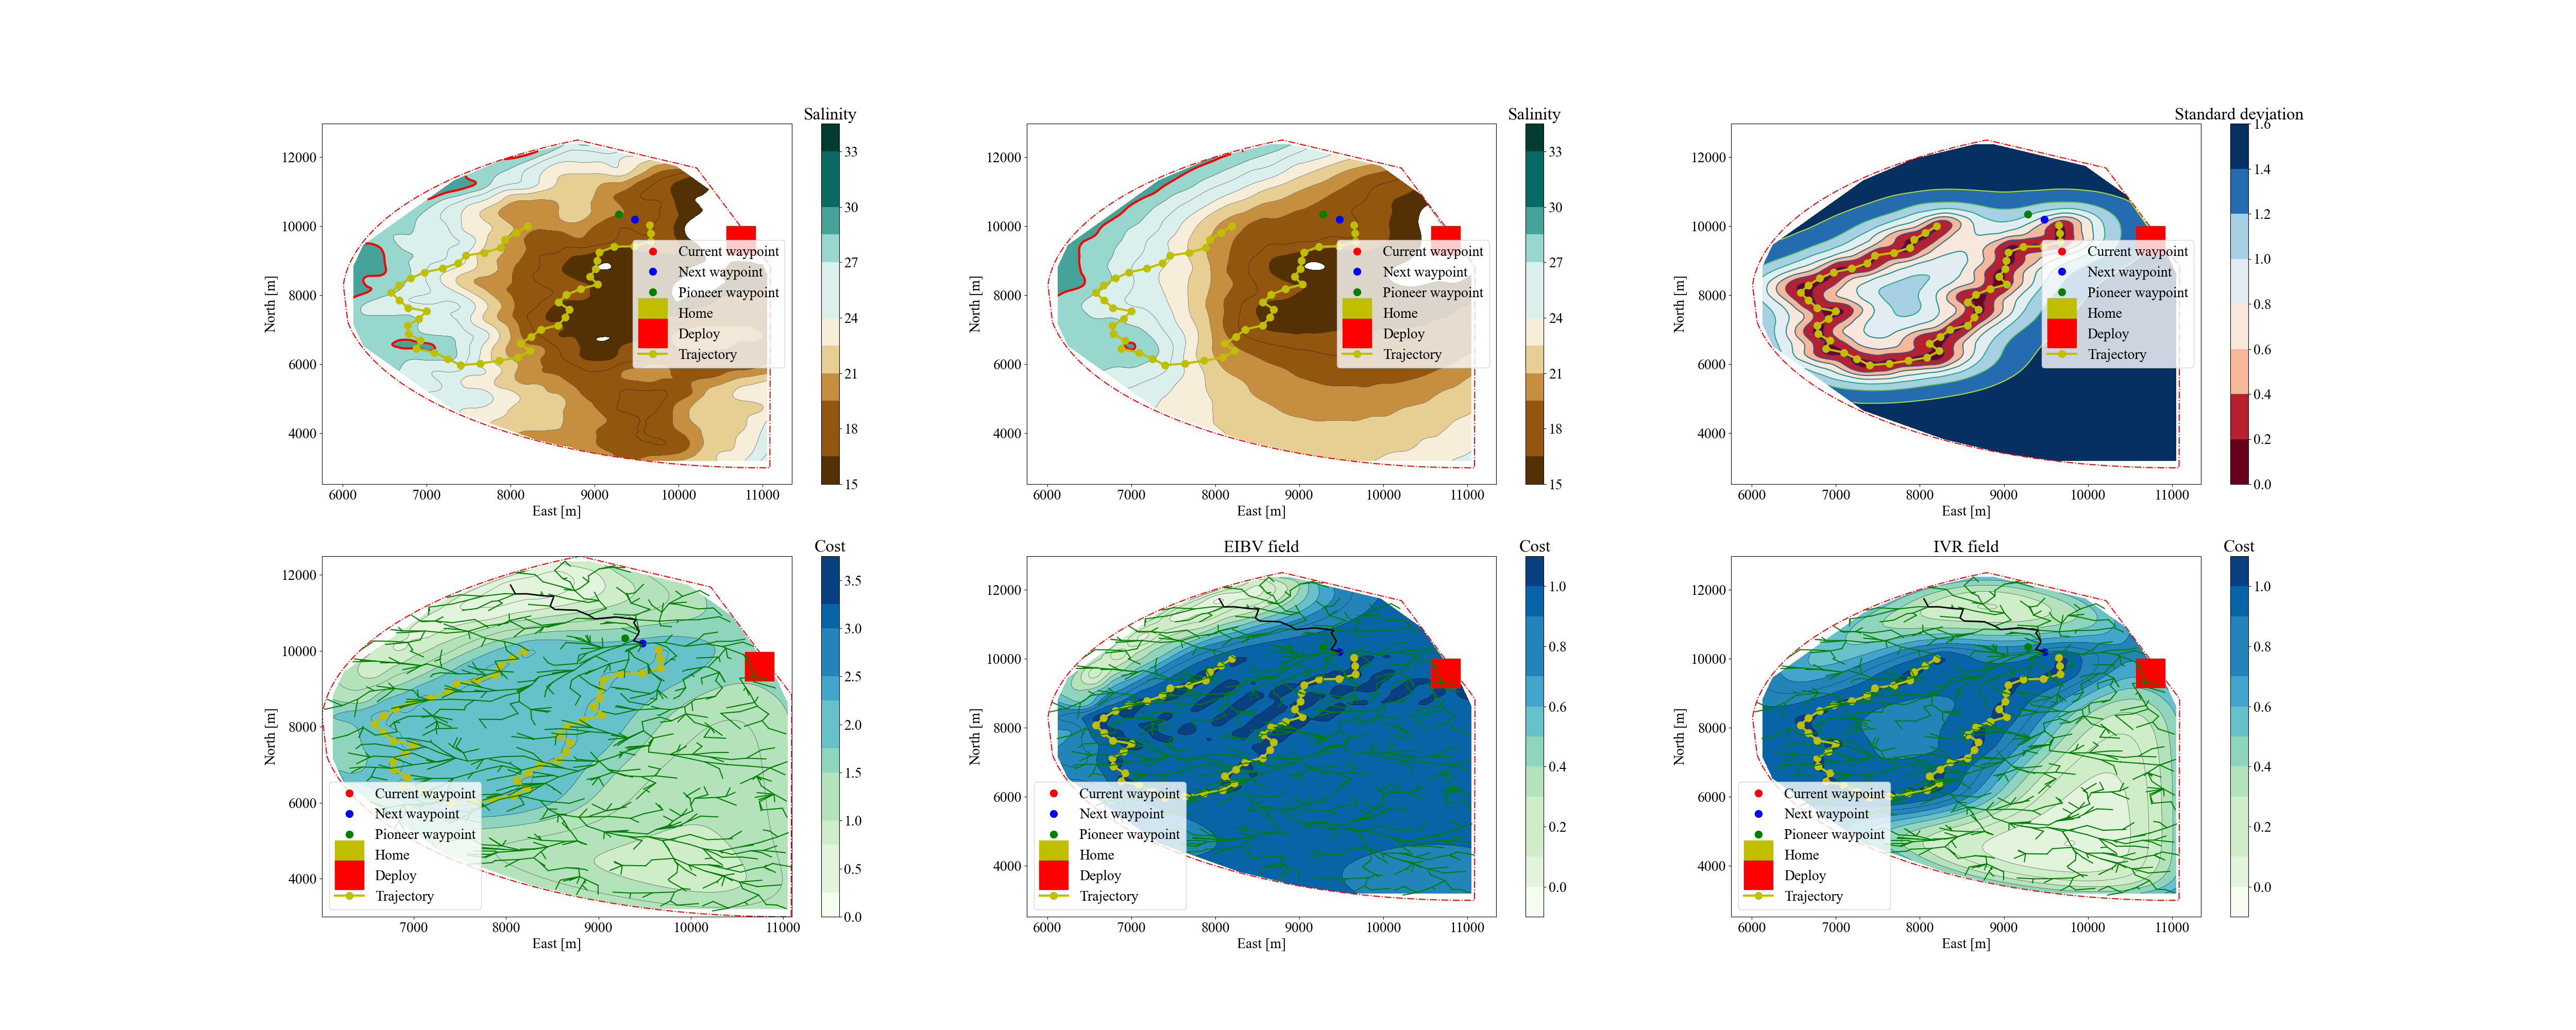 Salinity
12000
10000
8000
6000
4000
North [m]
6000 7000 8000 9000 10000 11000
East [m]
33
30
27
24
21
18
15
Current waypoint
Next waypoint
Pioneer waypoint
Home
Deploy
Trajectory
Salinity
12000
10000
8000
6000
4000
North [m]
6000 7000 8000 9000 10000 11000
East [m]
33
30
27
24
21
18
15
Current waypoint
Next waypoint
Pioneer waypoint
Home
Deploy
Trajectory
Standard deviation
12000
10000
8000
6000
4000
North [m]
6000 7000 8000 9000 10000 11000
East [m]
1.6
1.4
1.2
1.0
0.8
0.6
0.4
0.2
0.0
Current waypoint
Next waypoint
Pioneer waypoint
Home
Deploy
Trajectory
Cost
12000
10000
8000
6000
4000
North [m]
7000 8000 9000 10000 11000
East [m]
3.5
3.0
2.5
2.0
1.5
1.0
0.5
0.0
Current waypoint
Next waypoint
Pioneer waypoint
Home
Deploy
Trajectory
EIBV field
Cost
12000
10000
8000
6000
4000
North [m]
6000 7000 8000 9000 10000 11000
East [m]
1.0
0.8
0.6
0.4
0.2
0.0
Current waypoint
Next waypoint
Pioneer waypoint
Home
Deploy
Trajectory
IVR field
Cost
12000
10000
8000
6000
4000
North [m]
6000 7000 8000 9000 10000 11000
East [m]
1.0
0.8
0.6
0.4
0.2
0.0
Current waypoint
Next waypoint
Pioneer waypoint
Home
Deploy
Trajectory